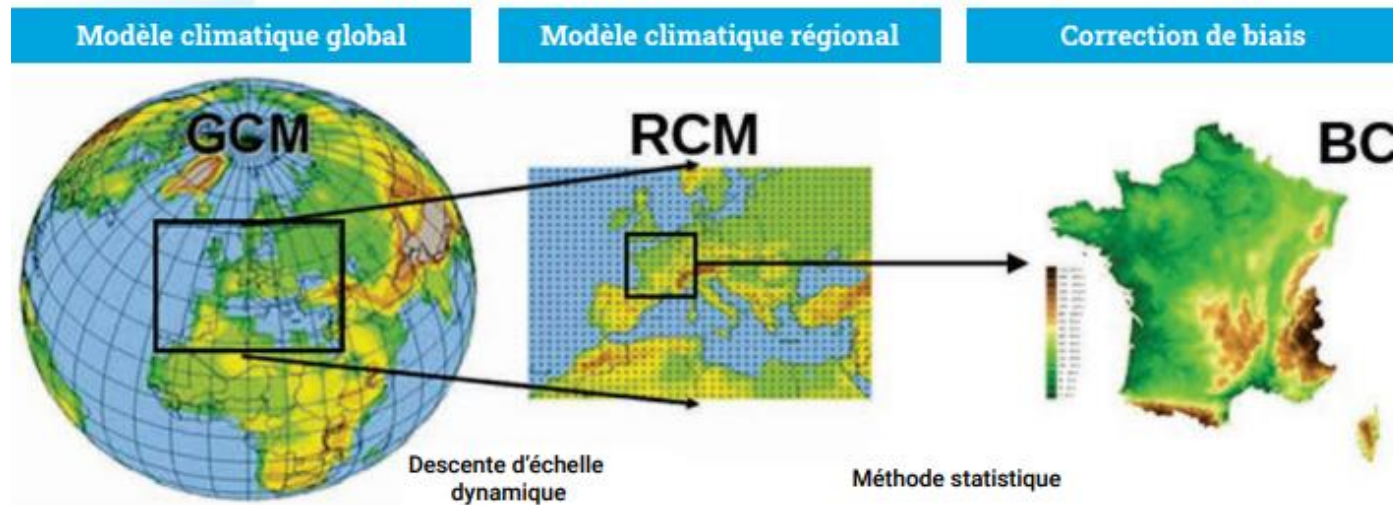 Modèle climatique global
Modèle climatique régional
Correction de biais
GCM
RCM
BC
Descente d'échelle
dynamique
Méthode statistique